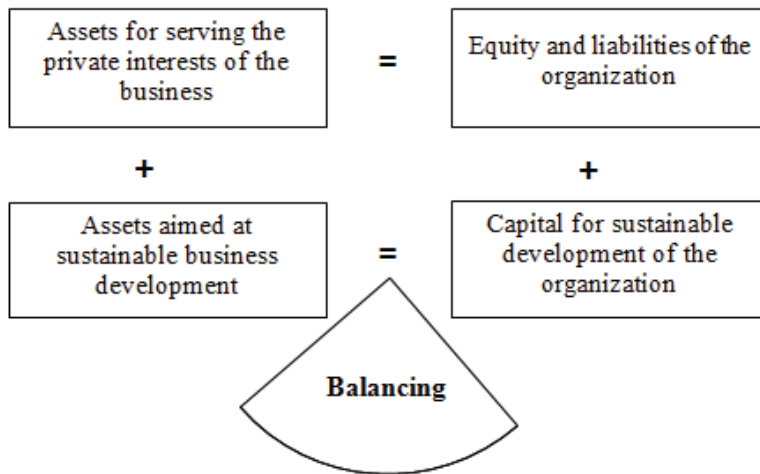 Assets for serving the
private interests of the
business
=
Equity and liabilities of the
organization
+
+
Assets aimed at
sustainable business
development
=
Capital for sustainable
development of the
organization
Balancing